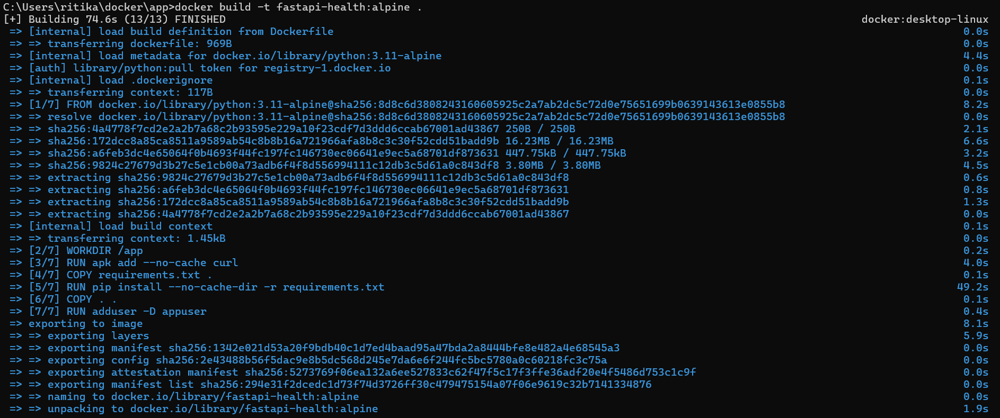 C:\Users\ritika\docker\app>docker build -t fastapi-health:alpine .
[+] Building 74.6s (13/13) FINISHED docker:desktop-linux
=> [internal] load build definition from Dockerfile 0.0s
=> => transferring dockerfile: 969B 0.0s
=> [internal] load metadata for docker.io/library/python:3.11-alpine 4.4s
=> [auth] library/python:pull token for registry-1.docker.io 0.0s
=> [internal] load .dockerignore 0.1s
=> => transferring context: 117B 0.0s
=> [1/7] FROM docker.io/library/python:3.11-alpine@sha256:8d8c6d3808243160605925c2a7ab2dc5c72d0e75651699b0639143613e0855b8 8.2s
=> => resolve docker.io/library/python:3.11-alpine@sha256:8d8c6d3808243160605925c2a7ab2dc5c72d0e75651699b0639143613e0855b8 0.0s
=> => sha256:4a4778f7cd2e2a2b7a68c2b93595e229a10f23cdf7d3ddd6ccab67001ad43867 250B / 250B 2.1s
=> => sha256:172dcc8a85ca8511a9589ab54c8b8b16a721966afa8b8c3c30f52cdd51badd9b 16.23MB / 16.23MB 6.6s
=> => sha256:a6feb3dc4e65064f0b4693f44fc197fc146730ec06641e9ec5a68701df873631 447.75kB / 447.75kB 3.2s
=> => sha256:9824c27679d3b27c5e1cb00a73adb6f4f8d556994111c12db3c5d61a0c843df8 3.80MB / 3.80MB 4.5s
=> => extracting sha256:9824c27679d3b27c5e1cb00a73adb6f4f8d556994111c12db3c5d61a0c843df8 0.6s
=> => extracting sha256:a6feb3dc4e65064f0b4693f44fc197fc146730ec06641e9ec5a68701df873631 0.8s
=> => extracting sha256:172dcc8a85ca8511a9589ab54c8b8b16a721966afa8b8c3c30f52cdd51badd9b 1.3s
=> => extracting sha256:4a4778f7cd2e2a2b7a68c2b93595e229a10f23cdf7d3ddd6ccab67001ad43867 0.0s
=> [internal] load build context 0.1s
=> => transferring context: 1.45kB 0.0s
=> [2/7] WORKDIR /app 0.2s
=> [3/7] RUN apk add --no-cache curl 4.0s
=> [4/7] COPY requirements.txt . 0.1s
=> [5/7] RUN pip install --no-cache-dir -r requirements.txt 49.2s
=> [6/7] COPY . . 0.1s
=> [7/7] RUN adduser -D appuser 0.4s
=> exporting to image 8.1s
=> => exporting layers 5.9s
=> => exporting manifest sha256:1342e021d53a20f9bdb40c1d7ed4baad95a47bda2a8444bfe8e482a4e68545a3 0.0s
=> => exporting config sha256:2e43488b56f5dac9e8b5dc568d245e7da6e6f244fc5bc5780a0c60218fc3c75a 0.0s
=> => exporting attestation manifest sha256:5273769f06ea132a6ee527833c62f47f5c17f3ffe36adf20e4f5486d753c1c9f 0.0s
=> => exporting manifest list sha256:294e31f2dcedc1d73f74d3726ff30c479475154a07f06e9619c32b7141334876 0.0s
=> => naming to docker.io/library/fastapi-health:alpine 0.0s
=> => unpacking to docker.io/library/fastapi-health:alpine 1.9s